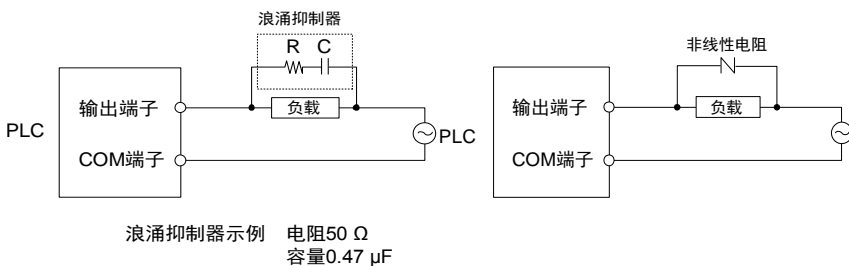 浪涌抑制器
R C
输出端子
负载
PLC
COM端子
非线性电阻
输出端子
负载
PLC
COM端子
浪涌抑制器示例 电阻50 Ω
容量0.47 μF